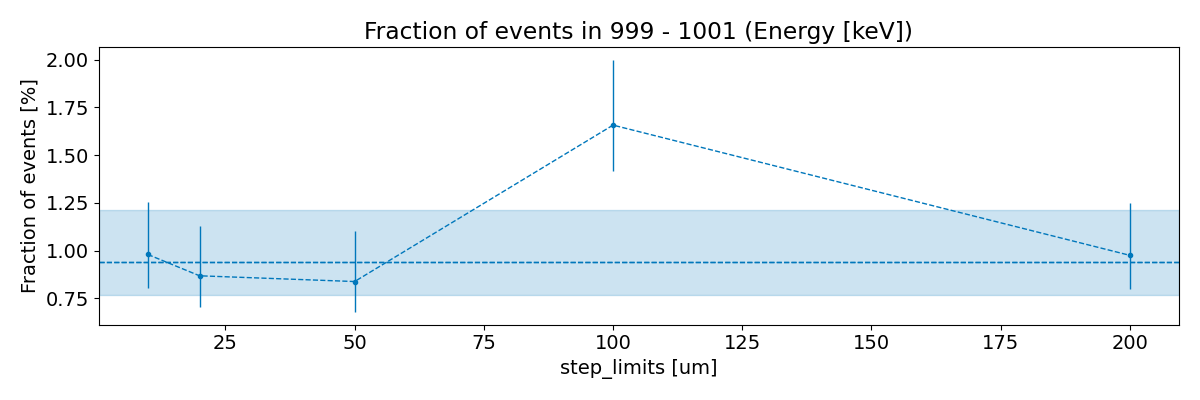 Fraction of events in 999 - 1001 (Energy [keV])
Fraction of events [%]
2.00
1.75
1.50
1.25
1.00
0.75
25 50 75 100 125 150 175 200
step_limits [um]